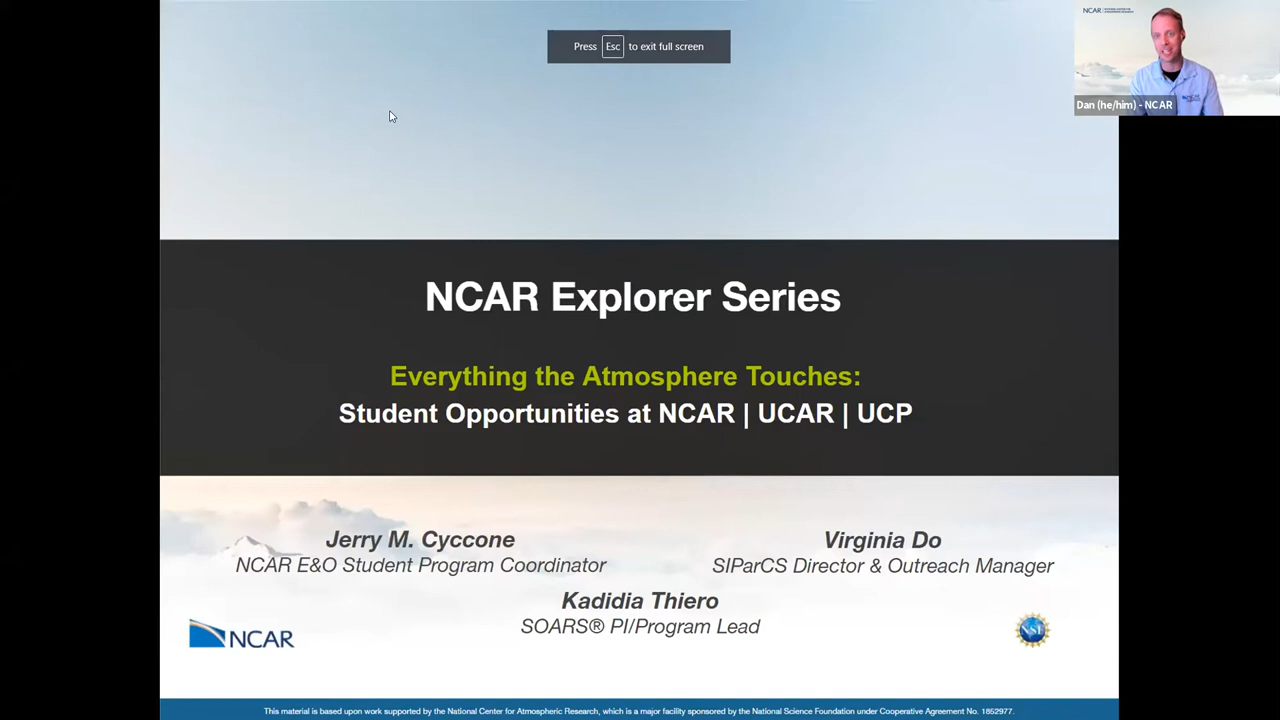 NCAR
Press Esc to exit full screen
Dan (he/him) - NCAR
NCAR
NCAR Explorer Series
Everything the Atmosphere Touches:
Student Opportunities at NCAR | UCAR | UCP
Jerry M. Cyccone
NCAR E&O Student Program Coordinator
Virginia Do
SIParCS Director & Outreach Manager
Kadidia Thiero
SOARS® PI/Program Lead
NCAR
NSF
This material is based upon work supported by the National Center for Atmospheric Research, which is a major facility sponsored by the National Science Foundation under Cooperative Agreement No. 1852977.